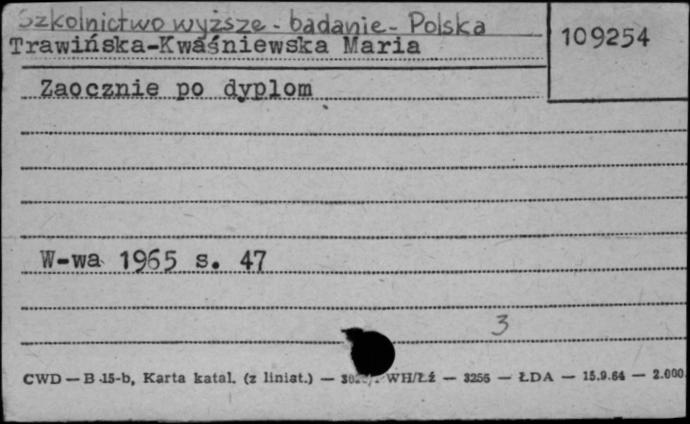 Szkolnictwo wyższe - badanie - Polska
Trawińska-Kwaśniewska Maria
109254
Zaocznie po dyplom
W-wa 1965 s. 47
3
CWD — B 15-b, Karta katal. (z liniat.) — WH/Łź — 3256 — ŁDA — 15.9.64 — 2.000